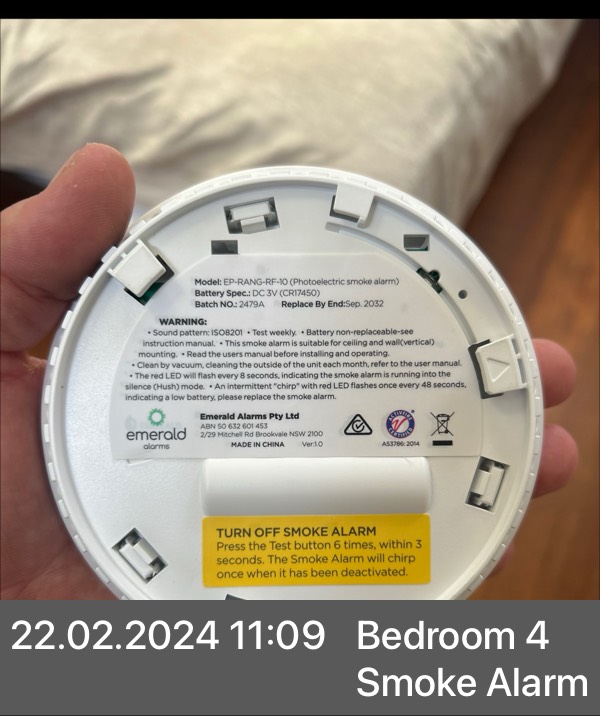 Model: EP-RANG-RF-10 (Photoelectric smoke alarm)
Battery Spec.: DC 3V (CR17450)
Batch NO.: 2479A Replace By End:Sep. 2032
WARNING:
• Sound pattern: ISO8201 • Test weekly. • Battery non-replaceable-see
instruction manual. • This smoke alarm is suitable for ceiling and wall(vertical)
mounting. • Read the users manual before installing and operating.
• Clean by vacuum, cleaning the outside of the unit each month, refer to the user manual.
• The red LED will flash every 8 seconds, indicating the smoke alarm is running into the
silence (Hush) mode. • An intermittent "chirp" with red LED flashes once every 48 seconds,
indicating a low battery, please replace the smoke alarm.
emerald
alarms
Emerald Alarms Pty Ltd
ABN 50 632 601 453
2/29 Mitchell Rd Brookvale NSW 2100
MADE IN CHINA Ver:1.0
AS3786: 2014
TURN OFF SMOKE ALARM
Press the Test button 6 times, within 3
seconds. The Smoke Alarm will chirp
once when it has been deactivated.
22.02.2024 11:09 Bedroom 4
Smoke Alarm